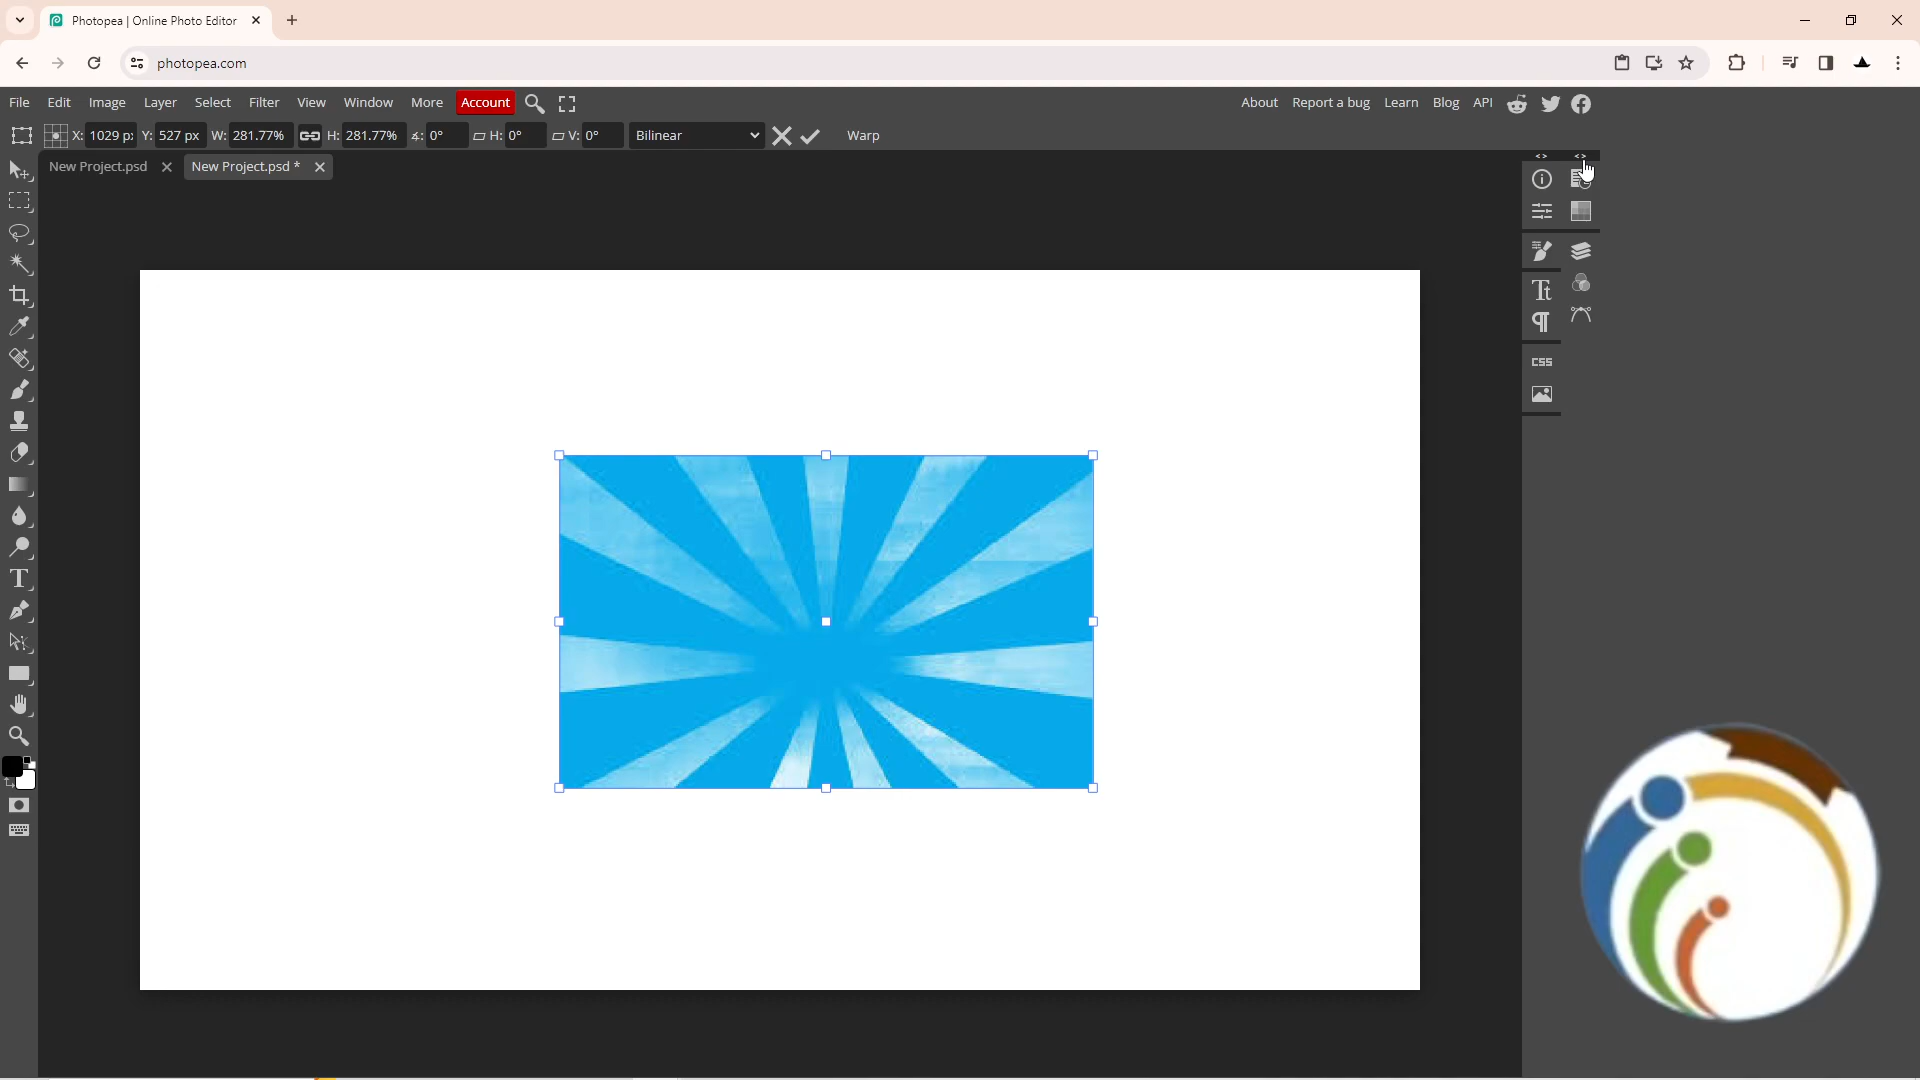 Photopea | Online Photo Editor
photopea.com
File Edit Image Layer Select Filter View Window More Account About Report a bug Learn Blog API
X: 1029 p: Y: 527 px W: 281.77% H: 281.77% 0° H: 0° V: 0° Bilinear Warp
New Project.psd New Project.psd *
CSS